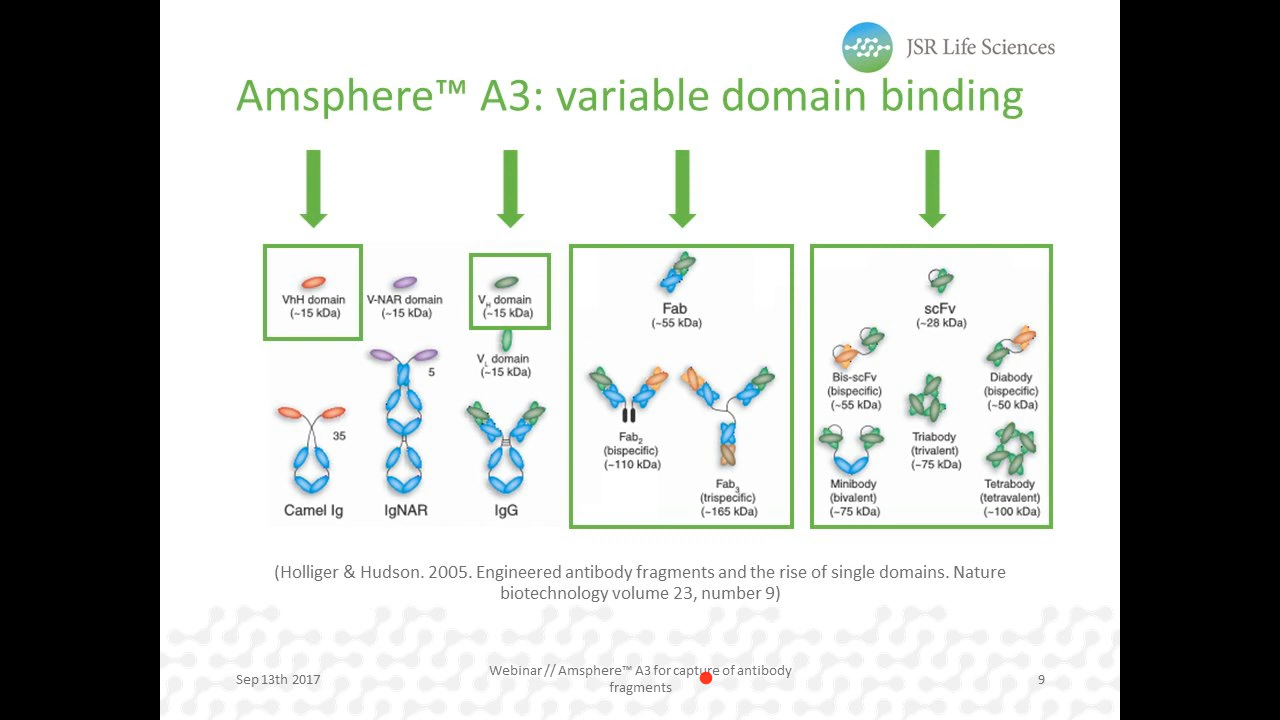 JSR Life Sciences
Amsphere™ A3: variable domain binding
VhH domain
(~15 kDa)
V-NAR domain
(~15 kDa)
VH domain
(~15 kDa)
VL domain
(~15 kDa)
5
35
Camel Ig
IgNAR
IgG
Fab
(~55 kDa)
Fab2
(bispecific)
(~110 kDa)
Fab3
(trispecific)
(~165 kDa)
scFv
(~28 kDa)
Bis-scFv
(bispecific)
(~55 kDa)
Diabody
(bispecific)
(~50 kDa)
Triabody
(trivalent)
(~75 kDa)
Minibody
(bivalent)
(~75 kDa)
Tetrabody
(tetravalent)
(~100 kDa)
(Holliger & Hudson. 2005. Engineered antibody fragments and the rise of single domains. Nature
biotechnology volume 23, number 9)
Sep 13th 2017
Webinar // Amsphere™ A3 for capture of antibody
fragments
9